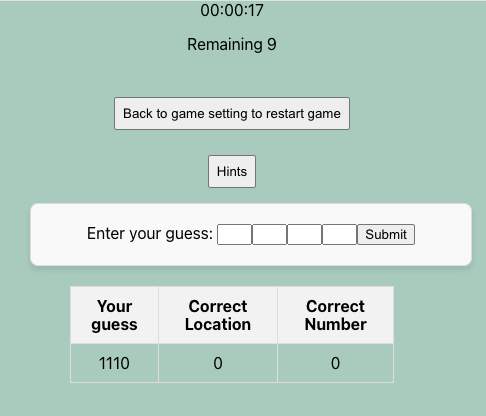 00:00:17
Remaining 9
Back to game setting to restart game
Hints
Enter your guess: Submit
Your guess Correct Location Correct Number
1110 0 0